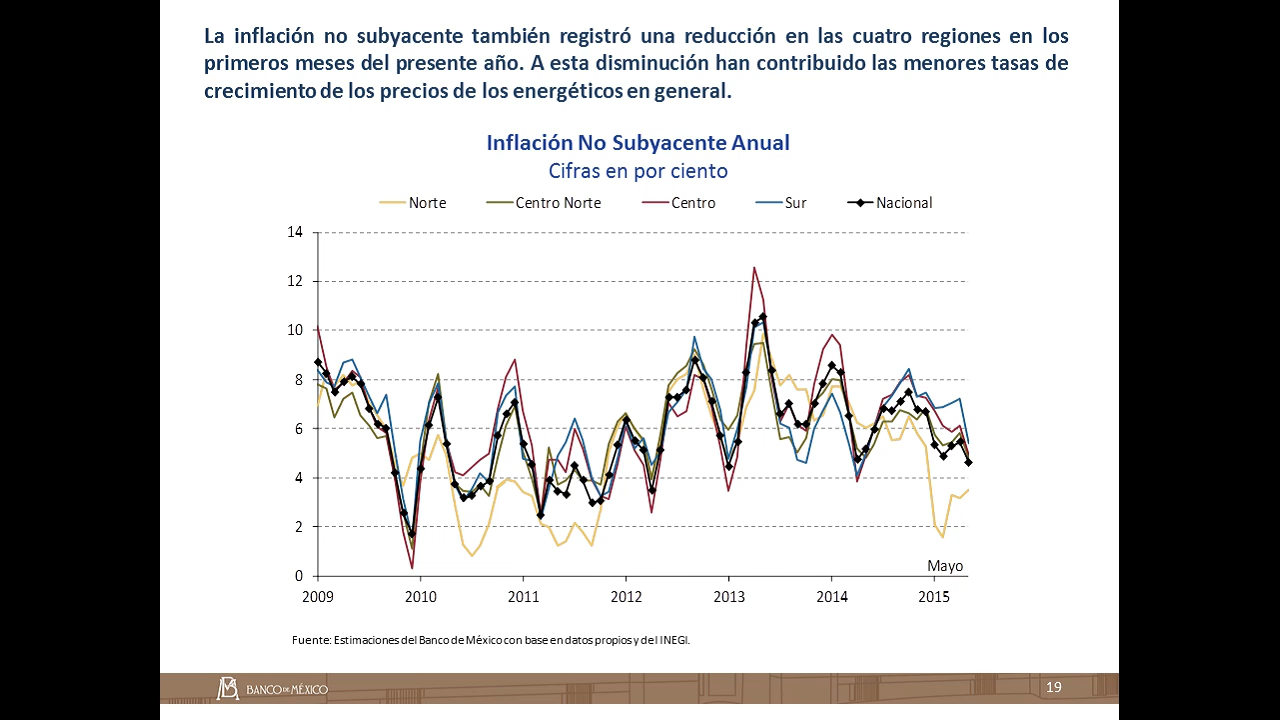 La inflación no subyacente también registró una reducción en las cuatro regiones en los
primeros meses del presente año. A esta disminución han contribuido las menores tasas de
crecimiento de los precios de los energéticos en general.
Inflación No Subyacente Anual
Cifras en por ciento
Norte Centro Norte Centro Sur Nacional
14
12
10
8
6
4
2
0
Mayo
2009 2010 2011 2012 2013 2014 2015
Fuente: Estimaciones del Banco de México con base en datos propios y del INEGI.
BANCO DE MÉXICO
19